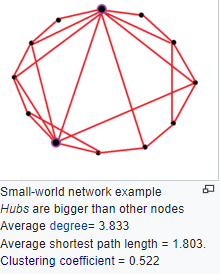 Small-world network example
Hubs are bigger than other nodes
Average degree= 3.833
Average shortest path length = 1.803.
Clustering coefficient = 0.522